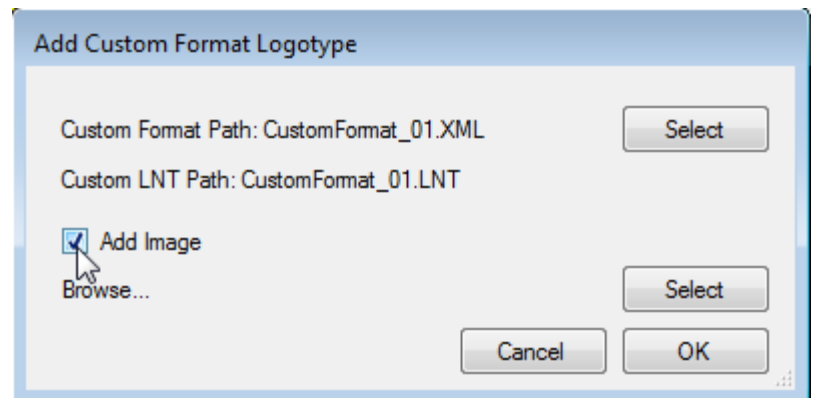 Add Custom Format Logotype
Custom Format Path: CustomFormat_01.XML Select
Custom LNT Path: CustomFormat_01.LNT
Add Image
Browse... Select
Cancel OK